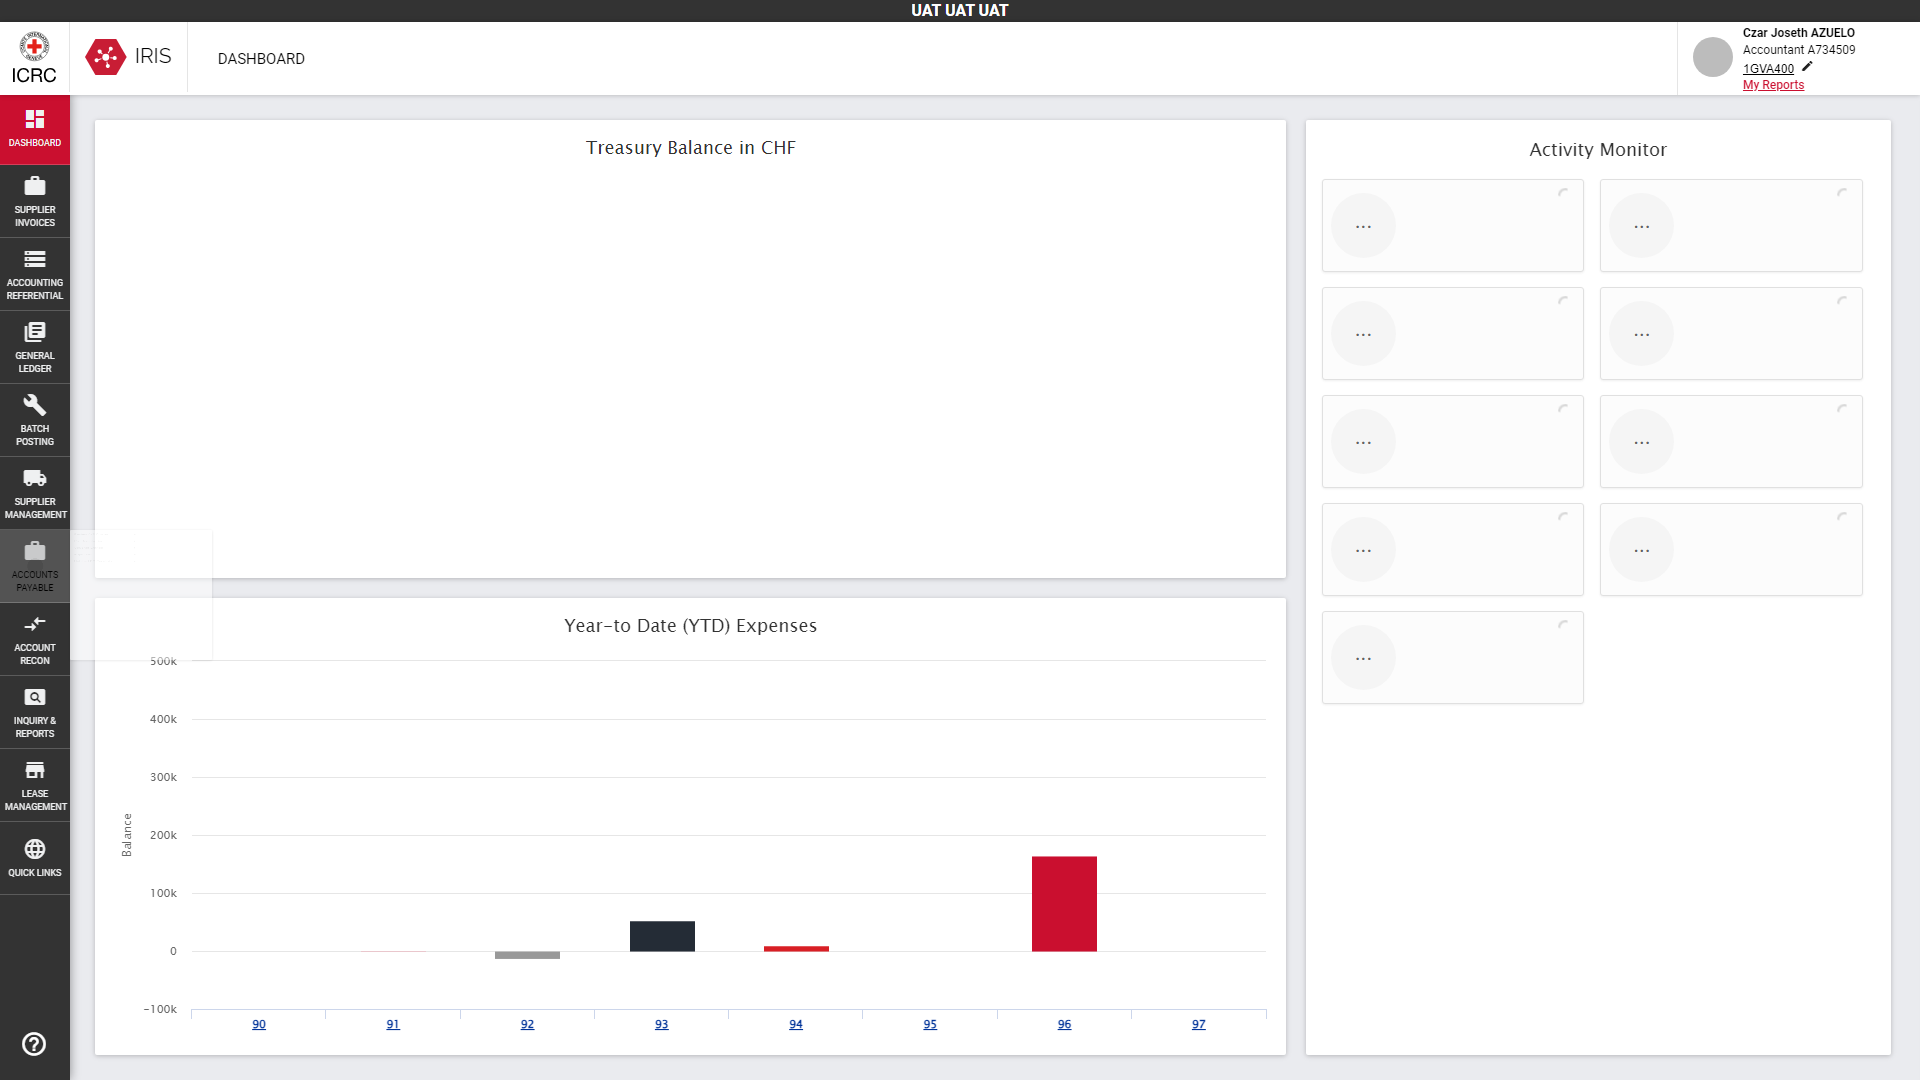 UAT UAT UAT
ICRC
IRIS
DASHBOARD
Czar Joseth AZUELO
Accountant A734509
1GVA400
My Reports
DASHBOARD
SUPPLIER
INVOICES
ACCOUNTING
REFERENTIAL
GENERAL
LEDGER
BATCH
POSTING
SUPPLIER
MANAGEMENT
ACCOUNTS
PAYABLE
ACCOUNT
RECON
INQUIRY &
REPORTS
LEASE
MANAGEMENT
QUICK LINKS
Treasury Balance in CHF
Year-to Date (YTD) Expenses
Balance
500k
400k
300k
200k
100k
0
-100k
90 91 92 93 94 95 96 97
Activity Monitor
... ...
... ...
... ...
... ...
...